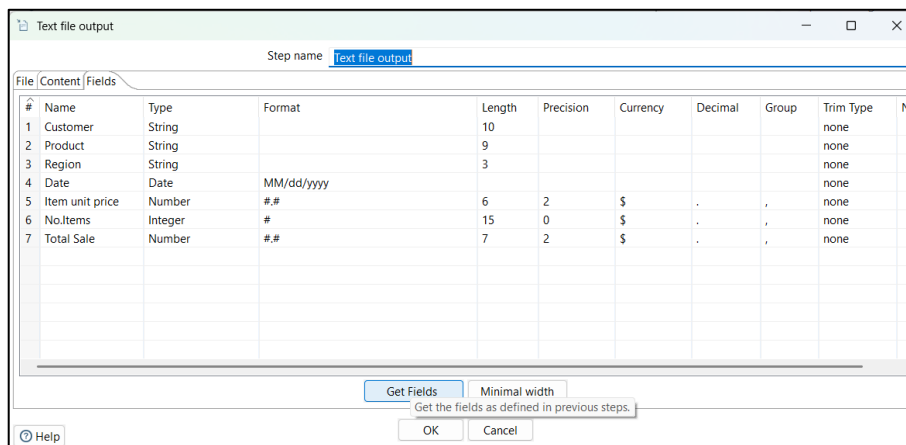 Text file output
Step name Text file output
File Content Fields
# Name Type Format Length Precision Currency Decimal Group Trim Type N
1 Customer String 10 none
2 Product String 9 none
3 Region String 3 none
4 Date Date MM/dd/yyyy none
5 Item unit price Number #.# 6 2 $ . , none
6 No.Items Integer # 15 0 $ . , none
7 Total Sale Number #.# 7 2 $ . , none
Get Fields Minimal width
Get the fields as defined in previous steps.
Help OK Cancel